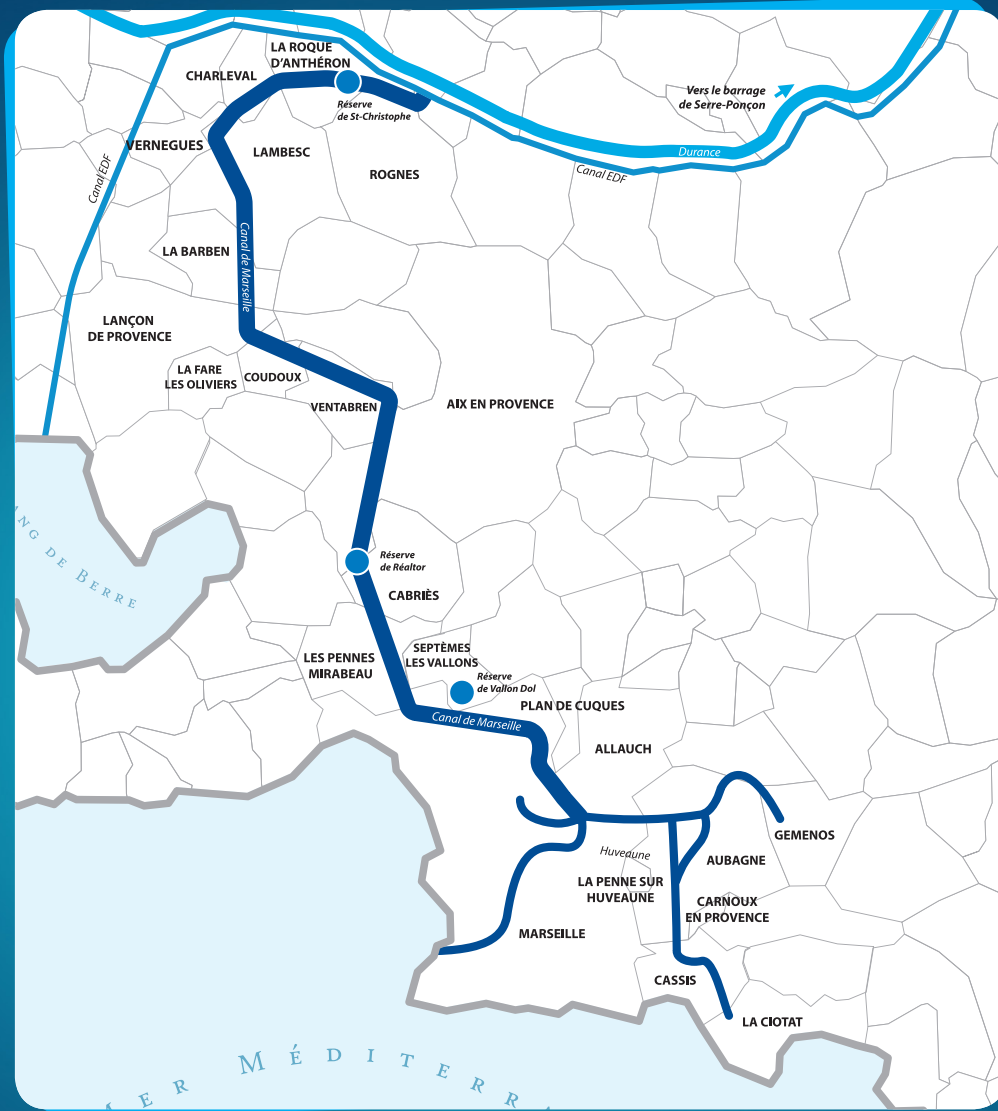 LA ROQUE
D'ANTHÉRON
CHARLEVAL
Réserve
de St-Christophe
Vers le barrage
de Serre-Ponçon
VERNEGUES
LAMBESC
Durance
Canal EDF
Canal EDF
ROGNES
LA BARBEN
Canal de Marseille
LANÇON
DE PROVENCE
LA FARE
LES OLIVIERS
COUDOUX
VENTABREN
AIX EN PROVENCE
NG DE BERRE
Réserve
de Réaltor
CABRIÈS
SEPTÈMES
LES VALLONS
LES PENNES
MIRABEAU
Réserve
de Vallon Dol
PLAN DE CUQUES
Canal de Marseille
ALLAUCH
GEMENOS
Huveaune
AUBAGNE
LA PENNE SUR
HUVEAUNE
CARNOUX
EN PROVENCE
MARSEILLE
CASSIS
LA CIOTAT
ER MÉDITERR